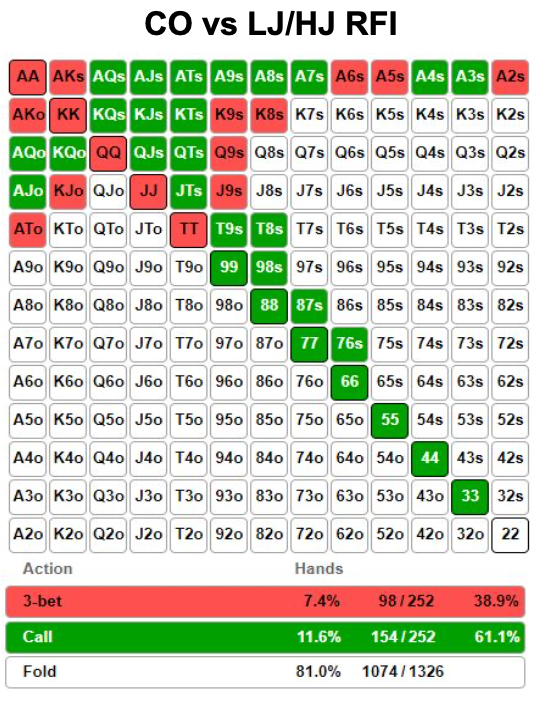 CO vs LJ/HJ RFI
AA AKs AQs AJs ATs A9s A8s A7s A6s A5s A4s A3s A2s
AKo KK KQs KJs KTs K9s K8s K7s K6s K5s K4s K3s K2s
AQo KQo QQ QJs QTs Q9s Q8s Q7s Q6s Q5s Q4s Q3s Q2s
AJo KJo QJo JJ JTs J9s J8s J7s J6s J5s J4s J3s J2s
ATo KTo QTo JTo TT T9s T8s T7s T6s T5s T4s T3s T2s
A9o K9o Q9o J9o T9o 99 98s 97s 96s 95s 94s 93s 92s
A8o K8o Q8o J8o T8o 98o 88 87s 86s 85s 84s 83s 82s
A7o K7o Q7o J7o T7o 97o 87o 77 76s 75s 74s 73s 72s
A6o K6o Q6o J6o T6o 96o 86o 76o 66 65s 64s 63s 62s
A5o K5o Q5o J5o T5o 95o 85o 75o 65o 55 54s 53s 52s
A4o K4o Q4o J4o T4o 94o 84o 74o 64o 54o 44 43s 42s
A3o K3o Q3o J3o T3o 93o 83o 73o 63o 53o 43o 33 32s
A2o K2o Q2o J2o T2o 92o 82o 72o 62o 52o 42o 32o 22
Action Hands
3-bet 7.4% 98/252 38.9%
Call 11.6% 154/252 61.1%
Fold 81.0% 1074/1326